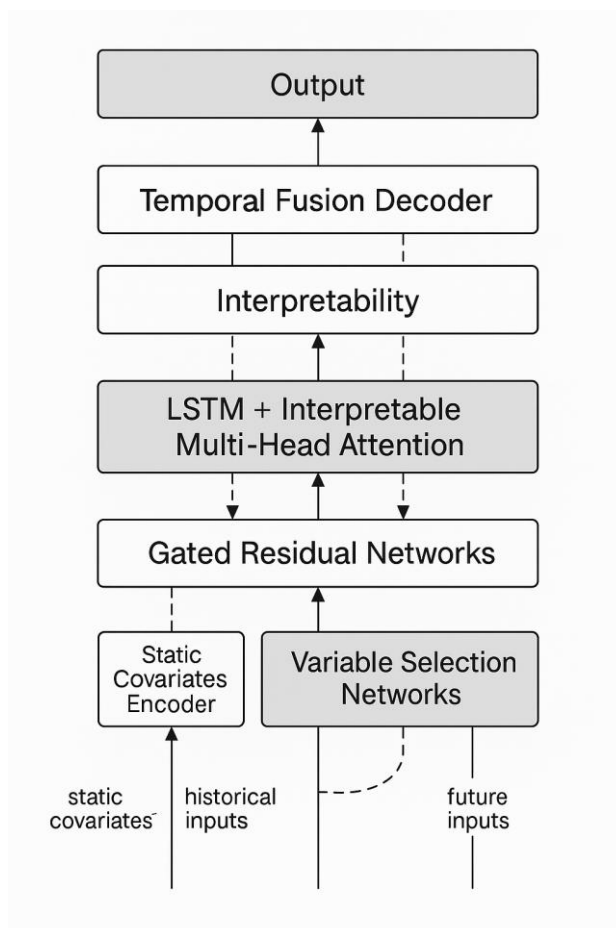 Output
Temporal Fusion Decoder
Interpretability
LSTM + Interpretable
Multi-Head Attention
Gated Residual Networks
Static
Covariates
Encoder
Variable Selection
Networks
static
covariates
historical
inputs
future
inputs